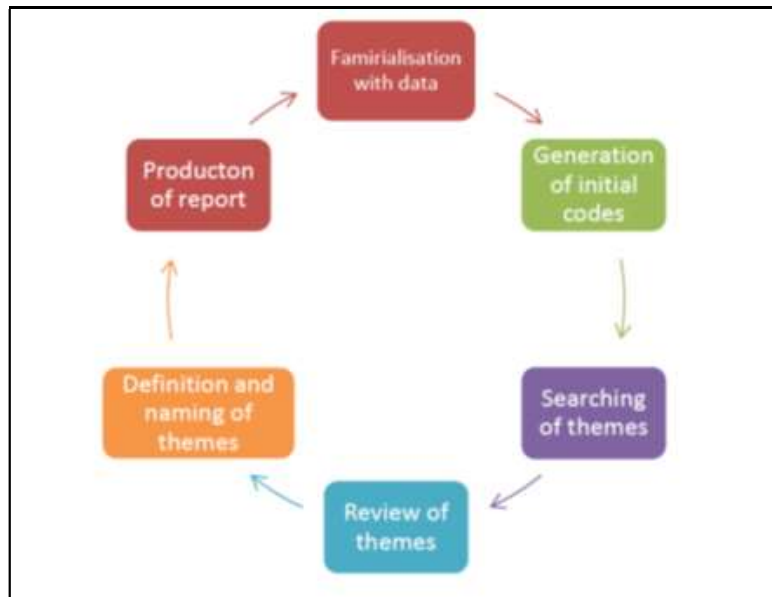 Famirialisation
with data
Generation
of initial
codes
Searching
of themes
Review of
themes
Definition and
naming of
themes
Producton
of report